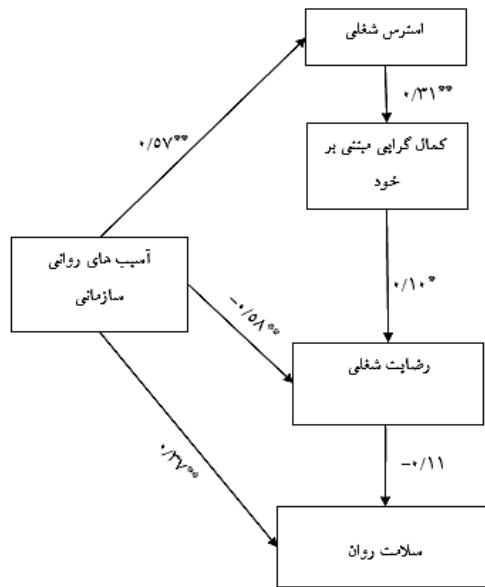 استرس شغلی
۰/۳۱**
کمال گرایی مبتنی بر
خود
۰/۵۷**
آسیب های روانی
سازمانی
۰/۱۰*
-۰/۵۸**
رضایت شغلی
۰/۲۷**
-۰/۱۱
سلامت روان